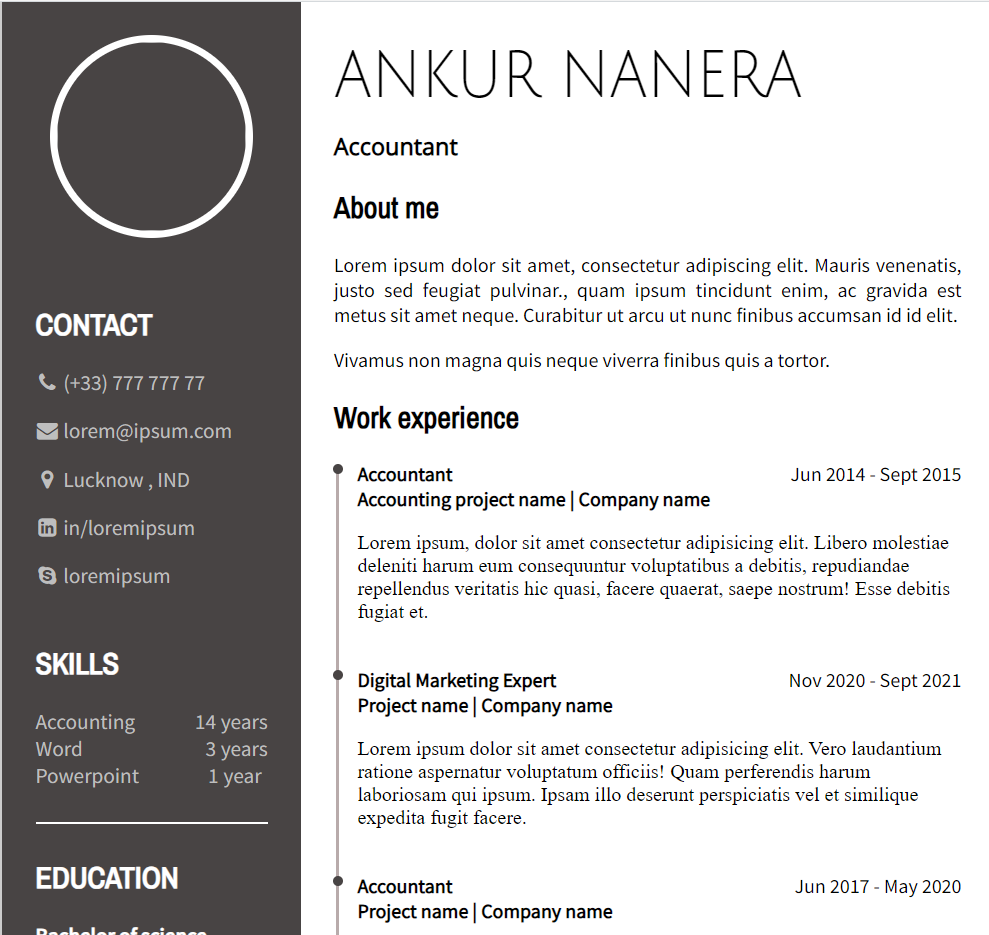 ANKUR NANERA
Accountant
About me
Lorem ipsum dolor sit amet, consectetur adipiscing elit. Mauris venenatis,
justo sed feugiat pulvinar., quam ipsum tincidunt enim, ac gravida est
metus sit amet neque. Curabitur ut arcu ut nunc finibus accumsan id id elit.
Vivamus non magna quis neque viverra finibus quis a tortor.
Work experience
Accountant Jun 2014 - Sept 2015
Accounting project name | Company name
Lorem ipsum, dolor sit amet consectetur adipisicing elit. Libero molestiae
deleniti harum eum consequuntur voluptatibus a debitis, repudiandae
repellendus veritatis hic quasi, facere quaerat, saepe nostrum! Esse debitis
fugiat et.
Digital Marketing Expert Nov 2020 - Sept 2021
Project name | Company name
Lorem ipsum dolor sit amet consectetur adipisicing elit. Vero laudantium
ratione aspernatur voluptatum officiis! Quam perferendis harum
laboriosam qui ipsum. Ipsam illo deserunt perspiciatis vel et similique
expedita fugit facere.
Accountant Jun 2017 - May 2020
Project name | Company name
CONTACT
(+33) 777 777 77
lorem@ipsum.com
Lucknow , IND
in/loremipsum
loremipsum
SKILLS
Accounting 14 years
Word 3 years
Powerpoint 1 year
EDUCATION
Bachelor of science